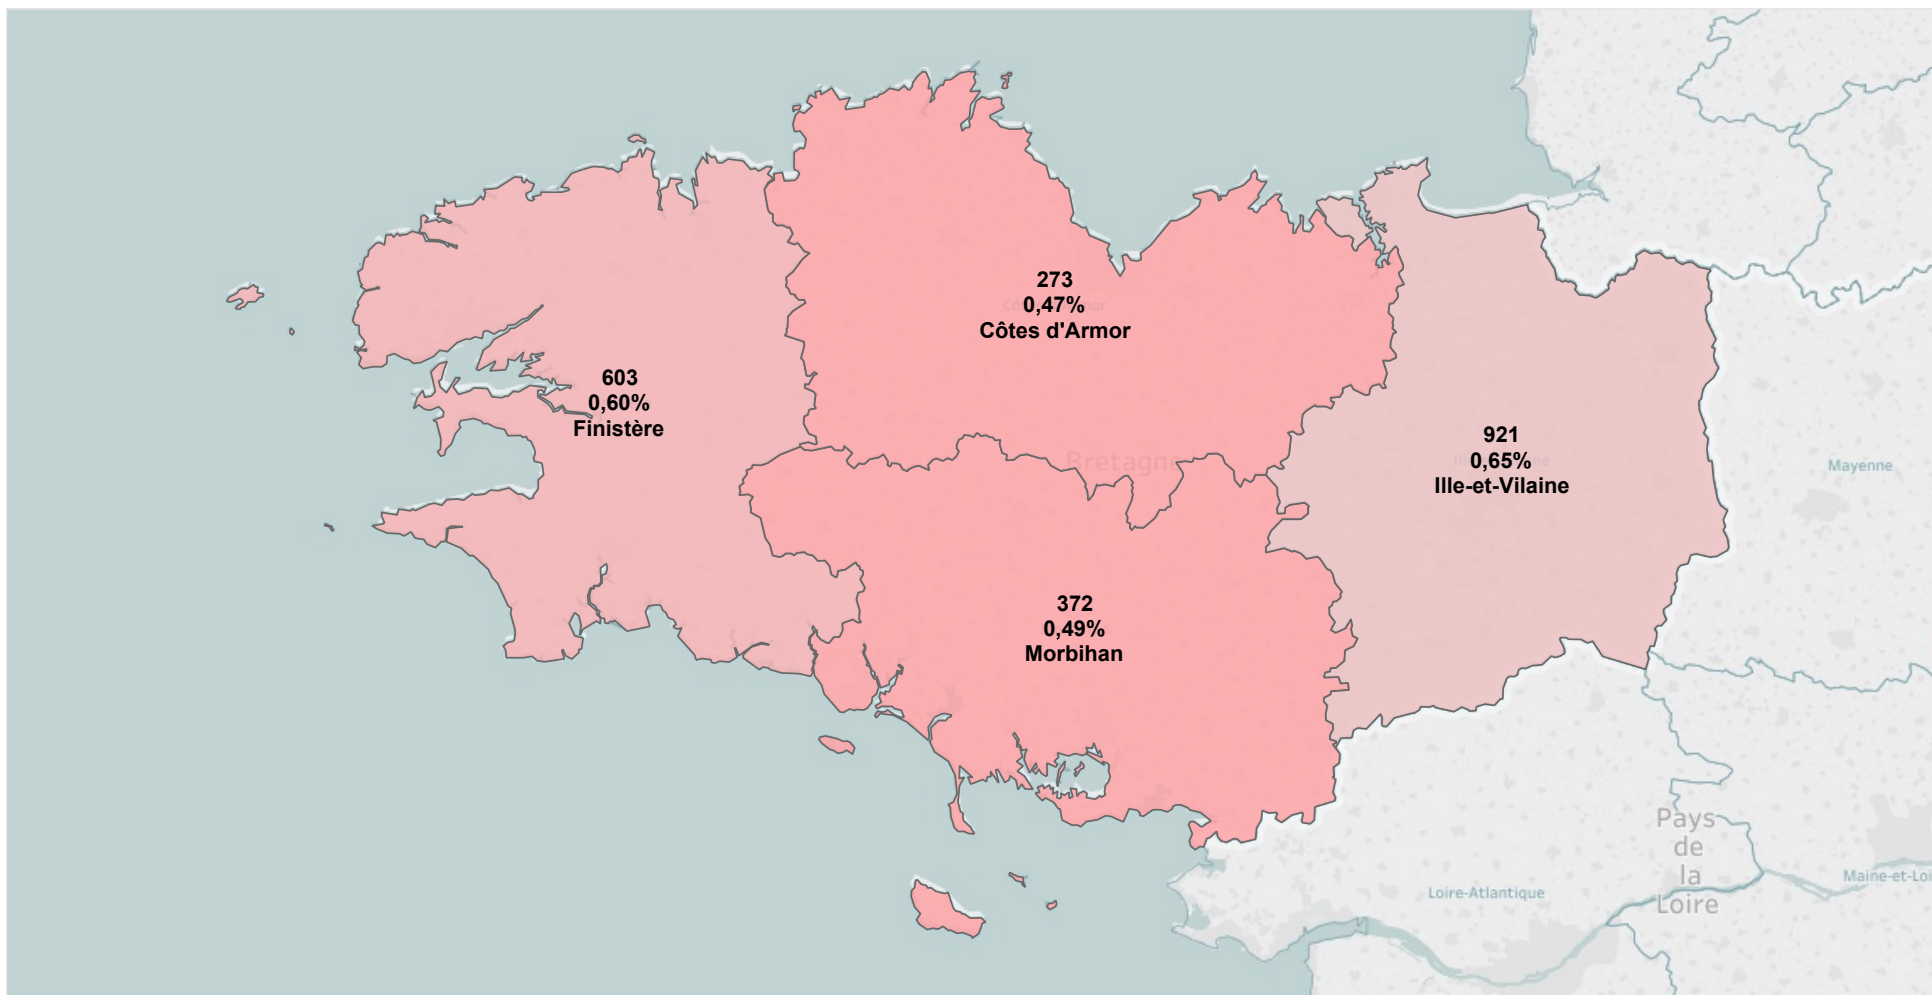 273
0,47%
Côtes d'Armor
603
0,60%
Finistère
921
0,65%
Ille-et-Vilaine
Bretagne
Mayenne
372
0,49%
Morbihan
Pays
de
la
Loire
Loire-Atlantique
Maine-et-Loi